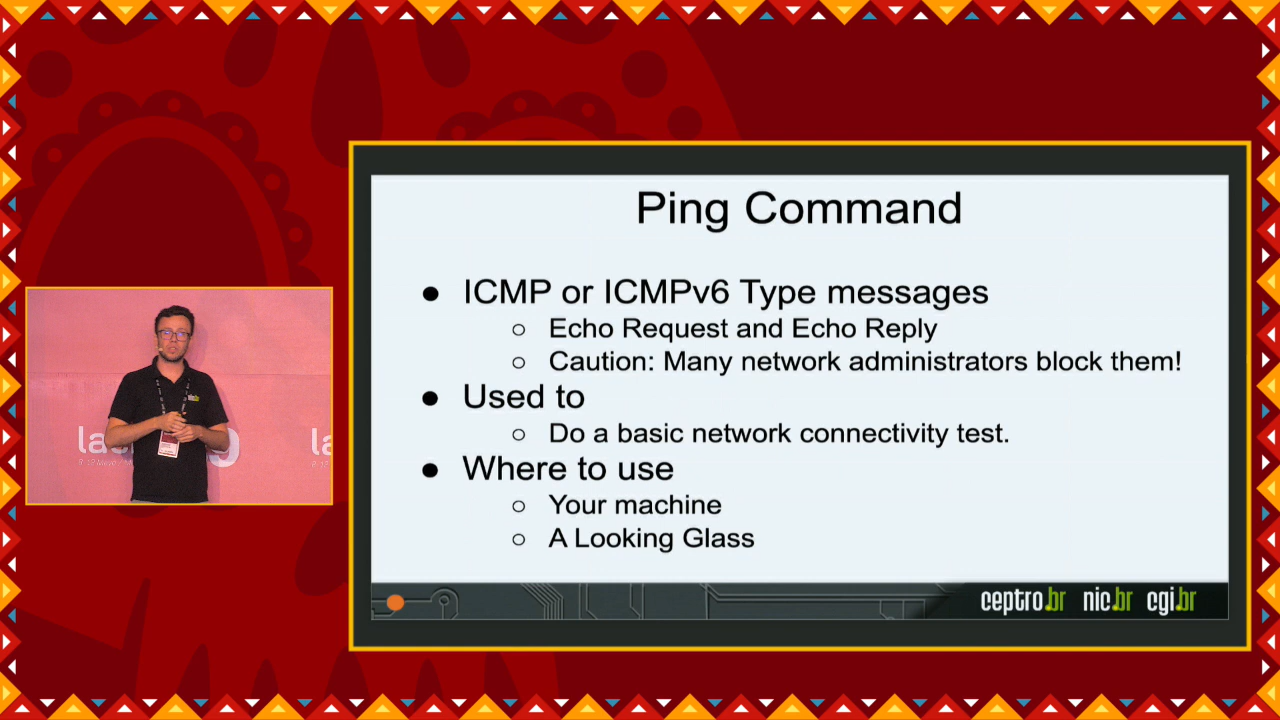 Ping Command
● ICMP or ICMPv6 Type messages
○ Echo Request and Echo Reply
○ Caution: Many network administrators block them!
● Used to
○ Do a basic network connectivity test.
● Where to use
○ Your machine
○ A Looking Glass
ceptro.br nic.br cgi.br